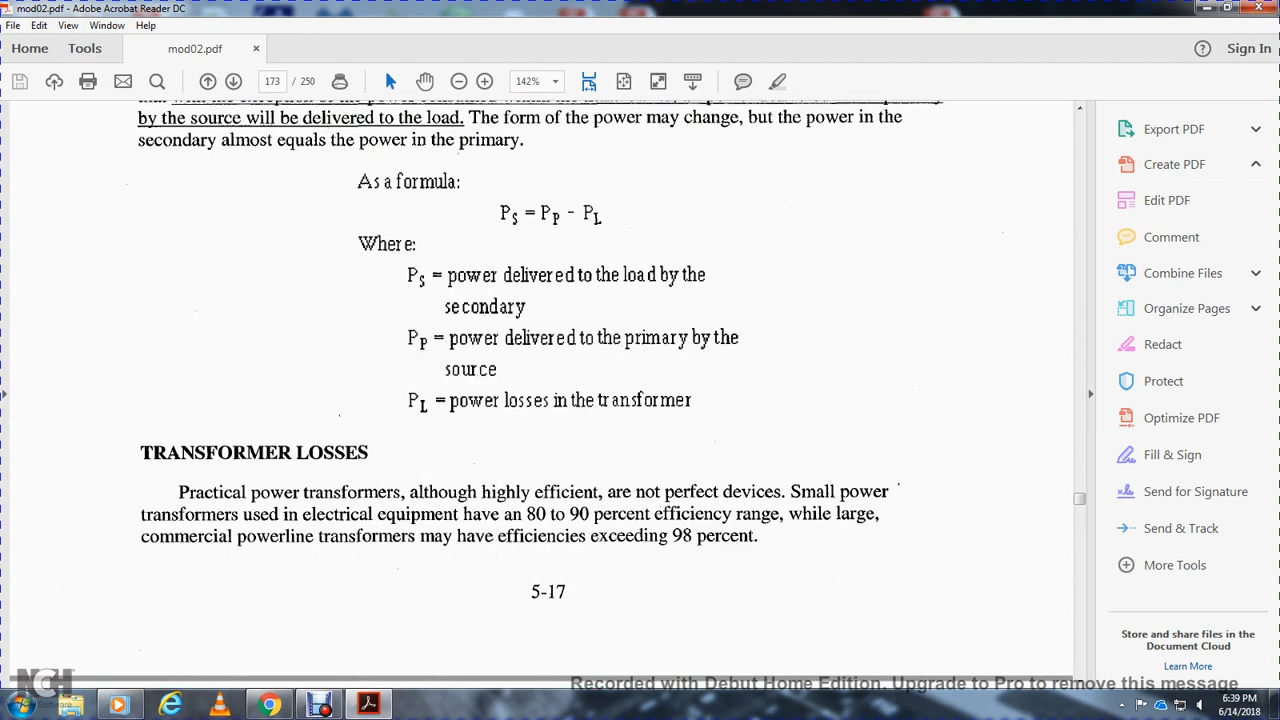 mod02.pdf - Adobe Acrobat Reader DC
File Edit View Window Help
Home Tools mod02.pdf × Sign In
173 / 250 142%
by the source will be delivered to the load. The form of the power may change, but the power in the
secondary almost equals the power in the primary.
As a formula:
PS = PP - PL
Where:
PS = power delivered to the load by the
secondary
PP = power delivered to the primary by the
source
PL = power losses in the transformer
TRANSFORMER LOSSES
Practical power transformers, although highly efficient, are not perfect devices. Small power
transformers used in electrical equipment have an 80 to 90 percent efficiency range, while large,
commercial powerline transformers may have efficiencies exceeding 98 percent.
5-17
Export PDF
Create PDF
Edit PDF
Comment
Combine Files
Organize Pages
Redact
Protect
Optimize PDF
Fill & Sign
Send for Signature
Send & Track
More Tools
Store and share files in the
Document Cloud
Learn More
NCH
Software
Recorded with Debut Home Edition. Upgrade to Pro to remove this message
6:39 PM
6/14/2018